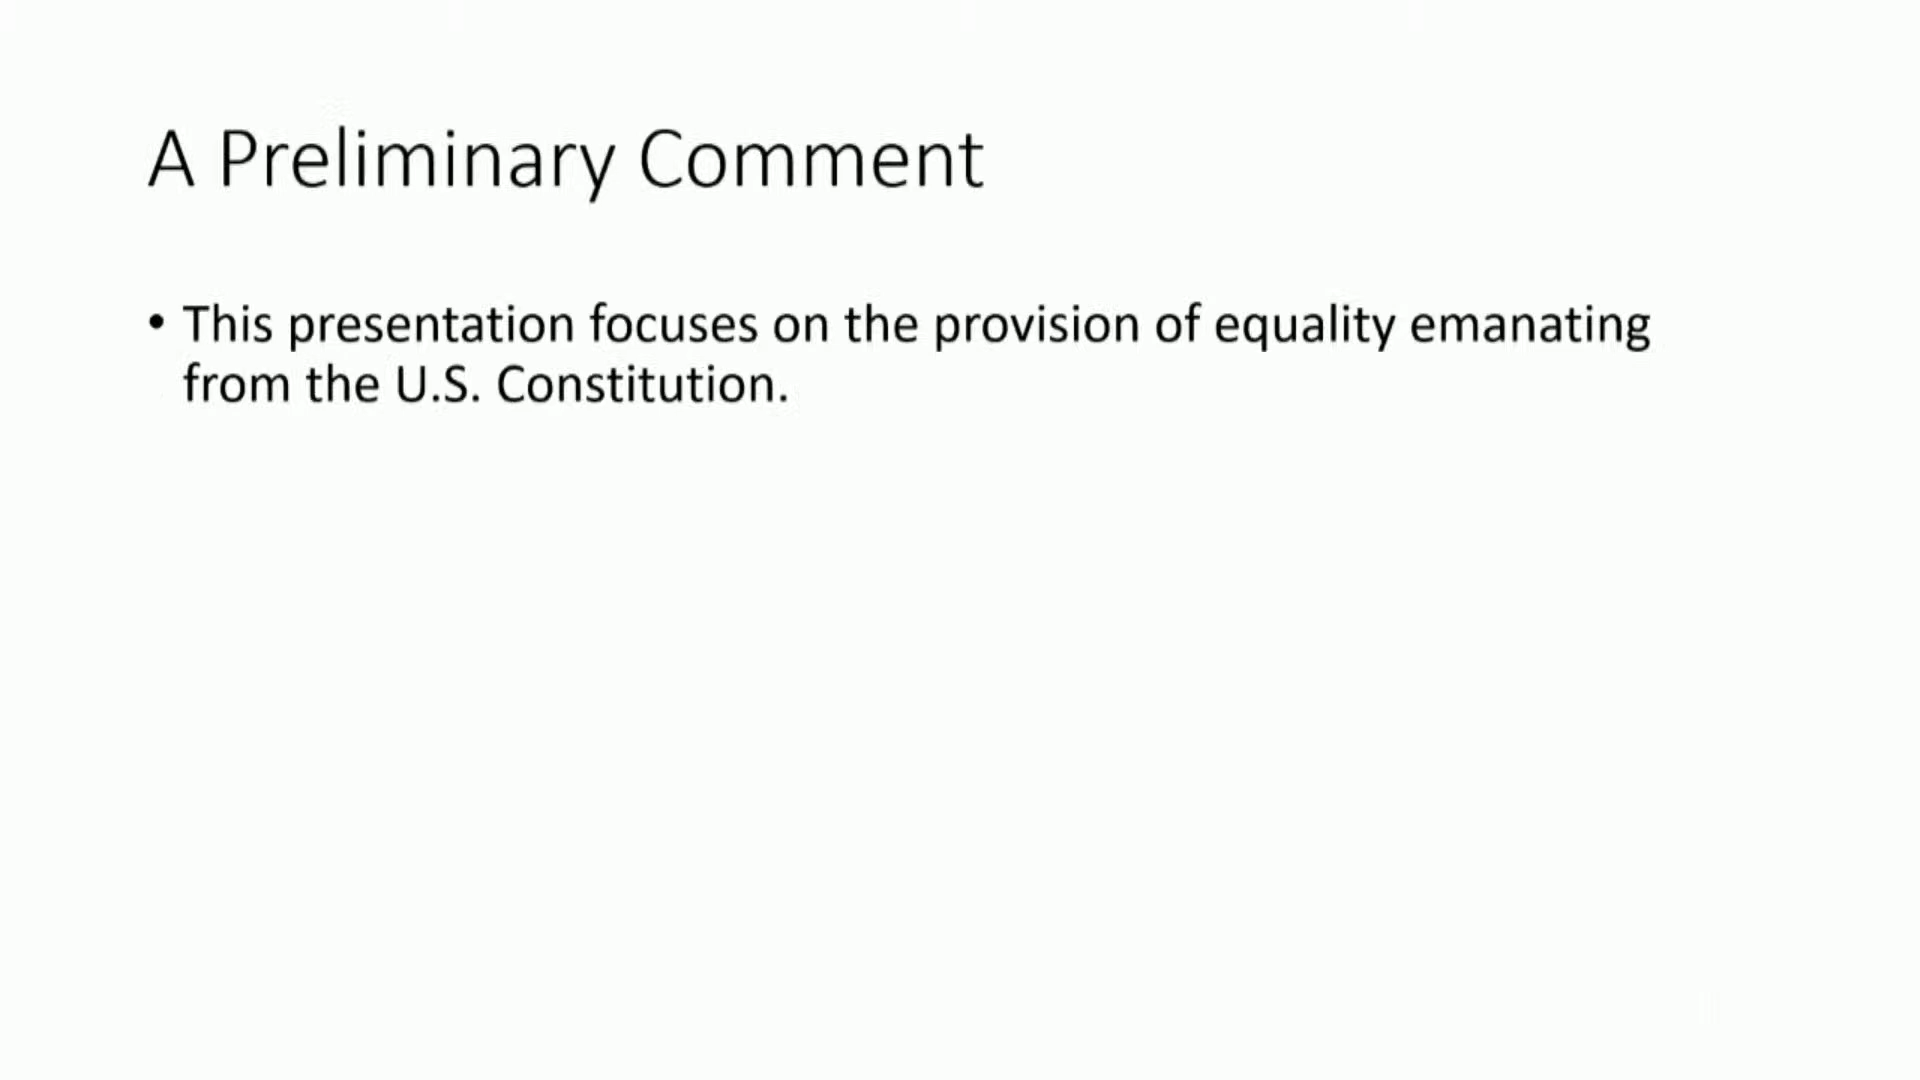 A Preliminary Comment
• This presentation focuses on the provision of equality emanating
from the U.S. Constitution.